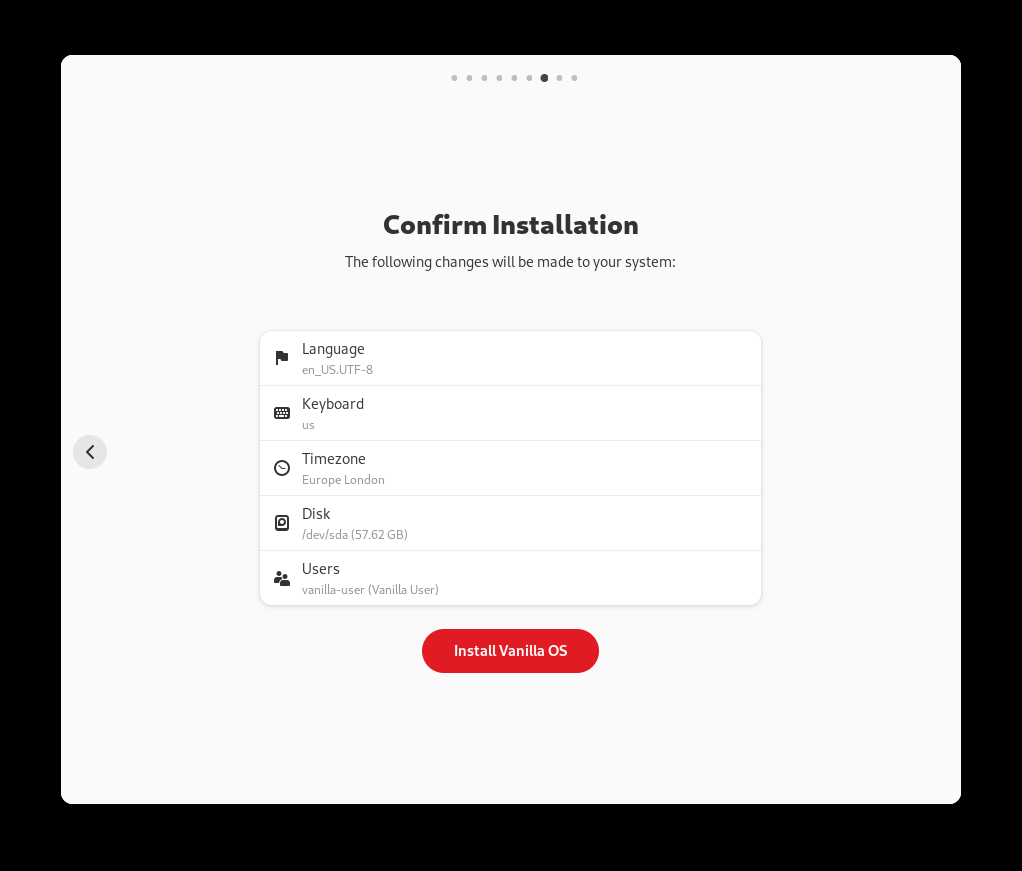 Confirm Installation
The following changes will be made to your system:
Language
en_US.UTF-8
Keyboard
us
Timezone
Europe London
Disk
/dev/sda (57.62 GB)
Users
vanilla-user (Vanilla User)
Install Vanilla OS